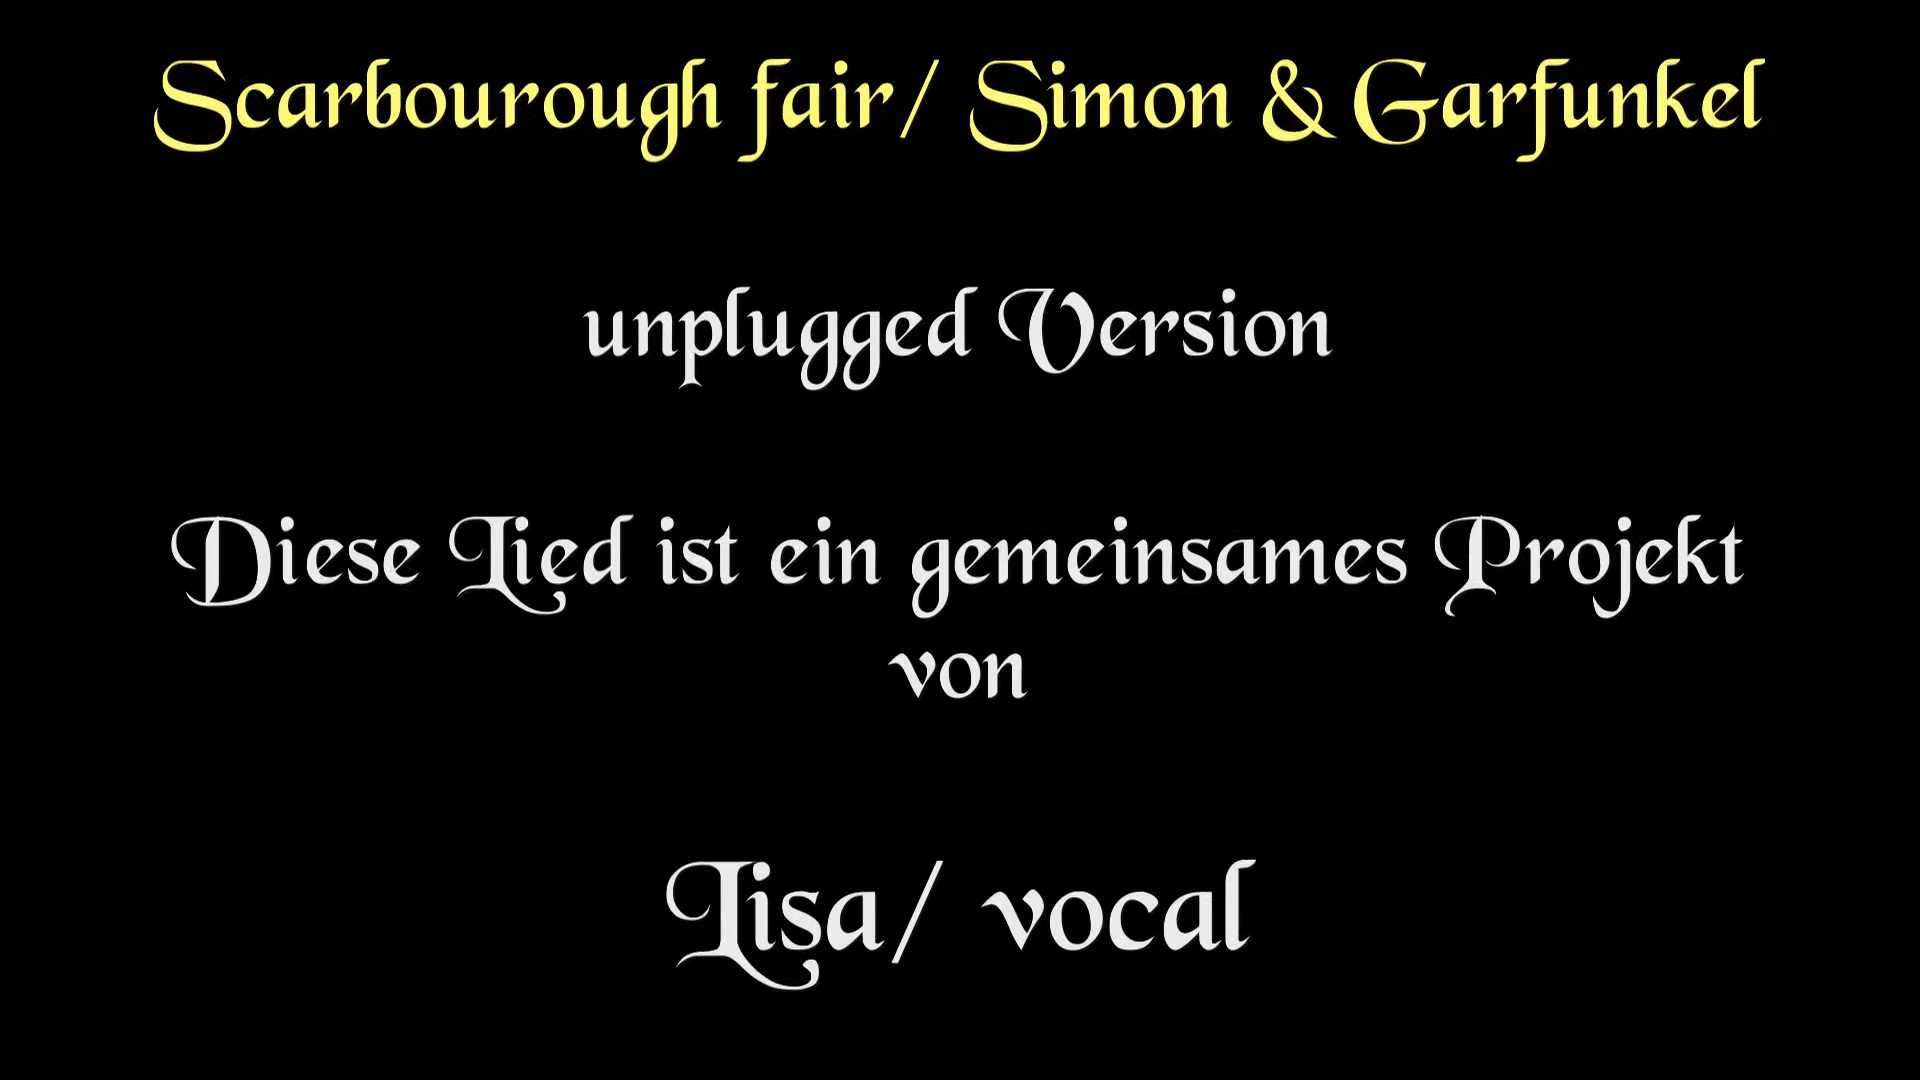 Scarbourough fair/ Simon & Garfunkel
unplugged Version
Diese Lied ist ein gemeinsames Projekt
von
Lisa/ vocal